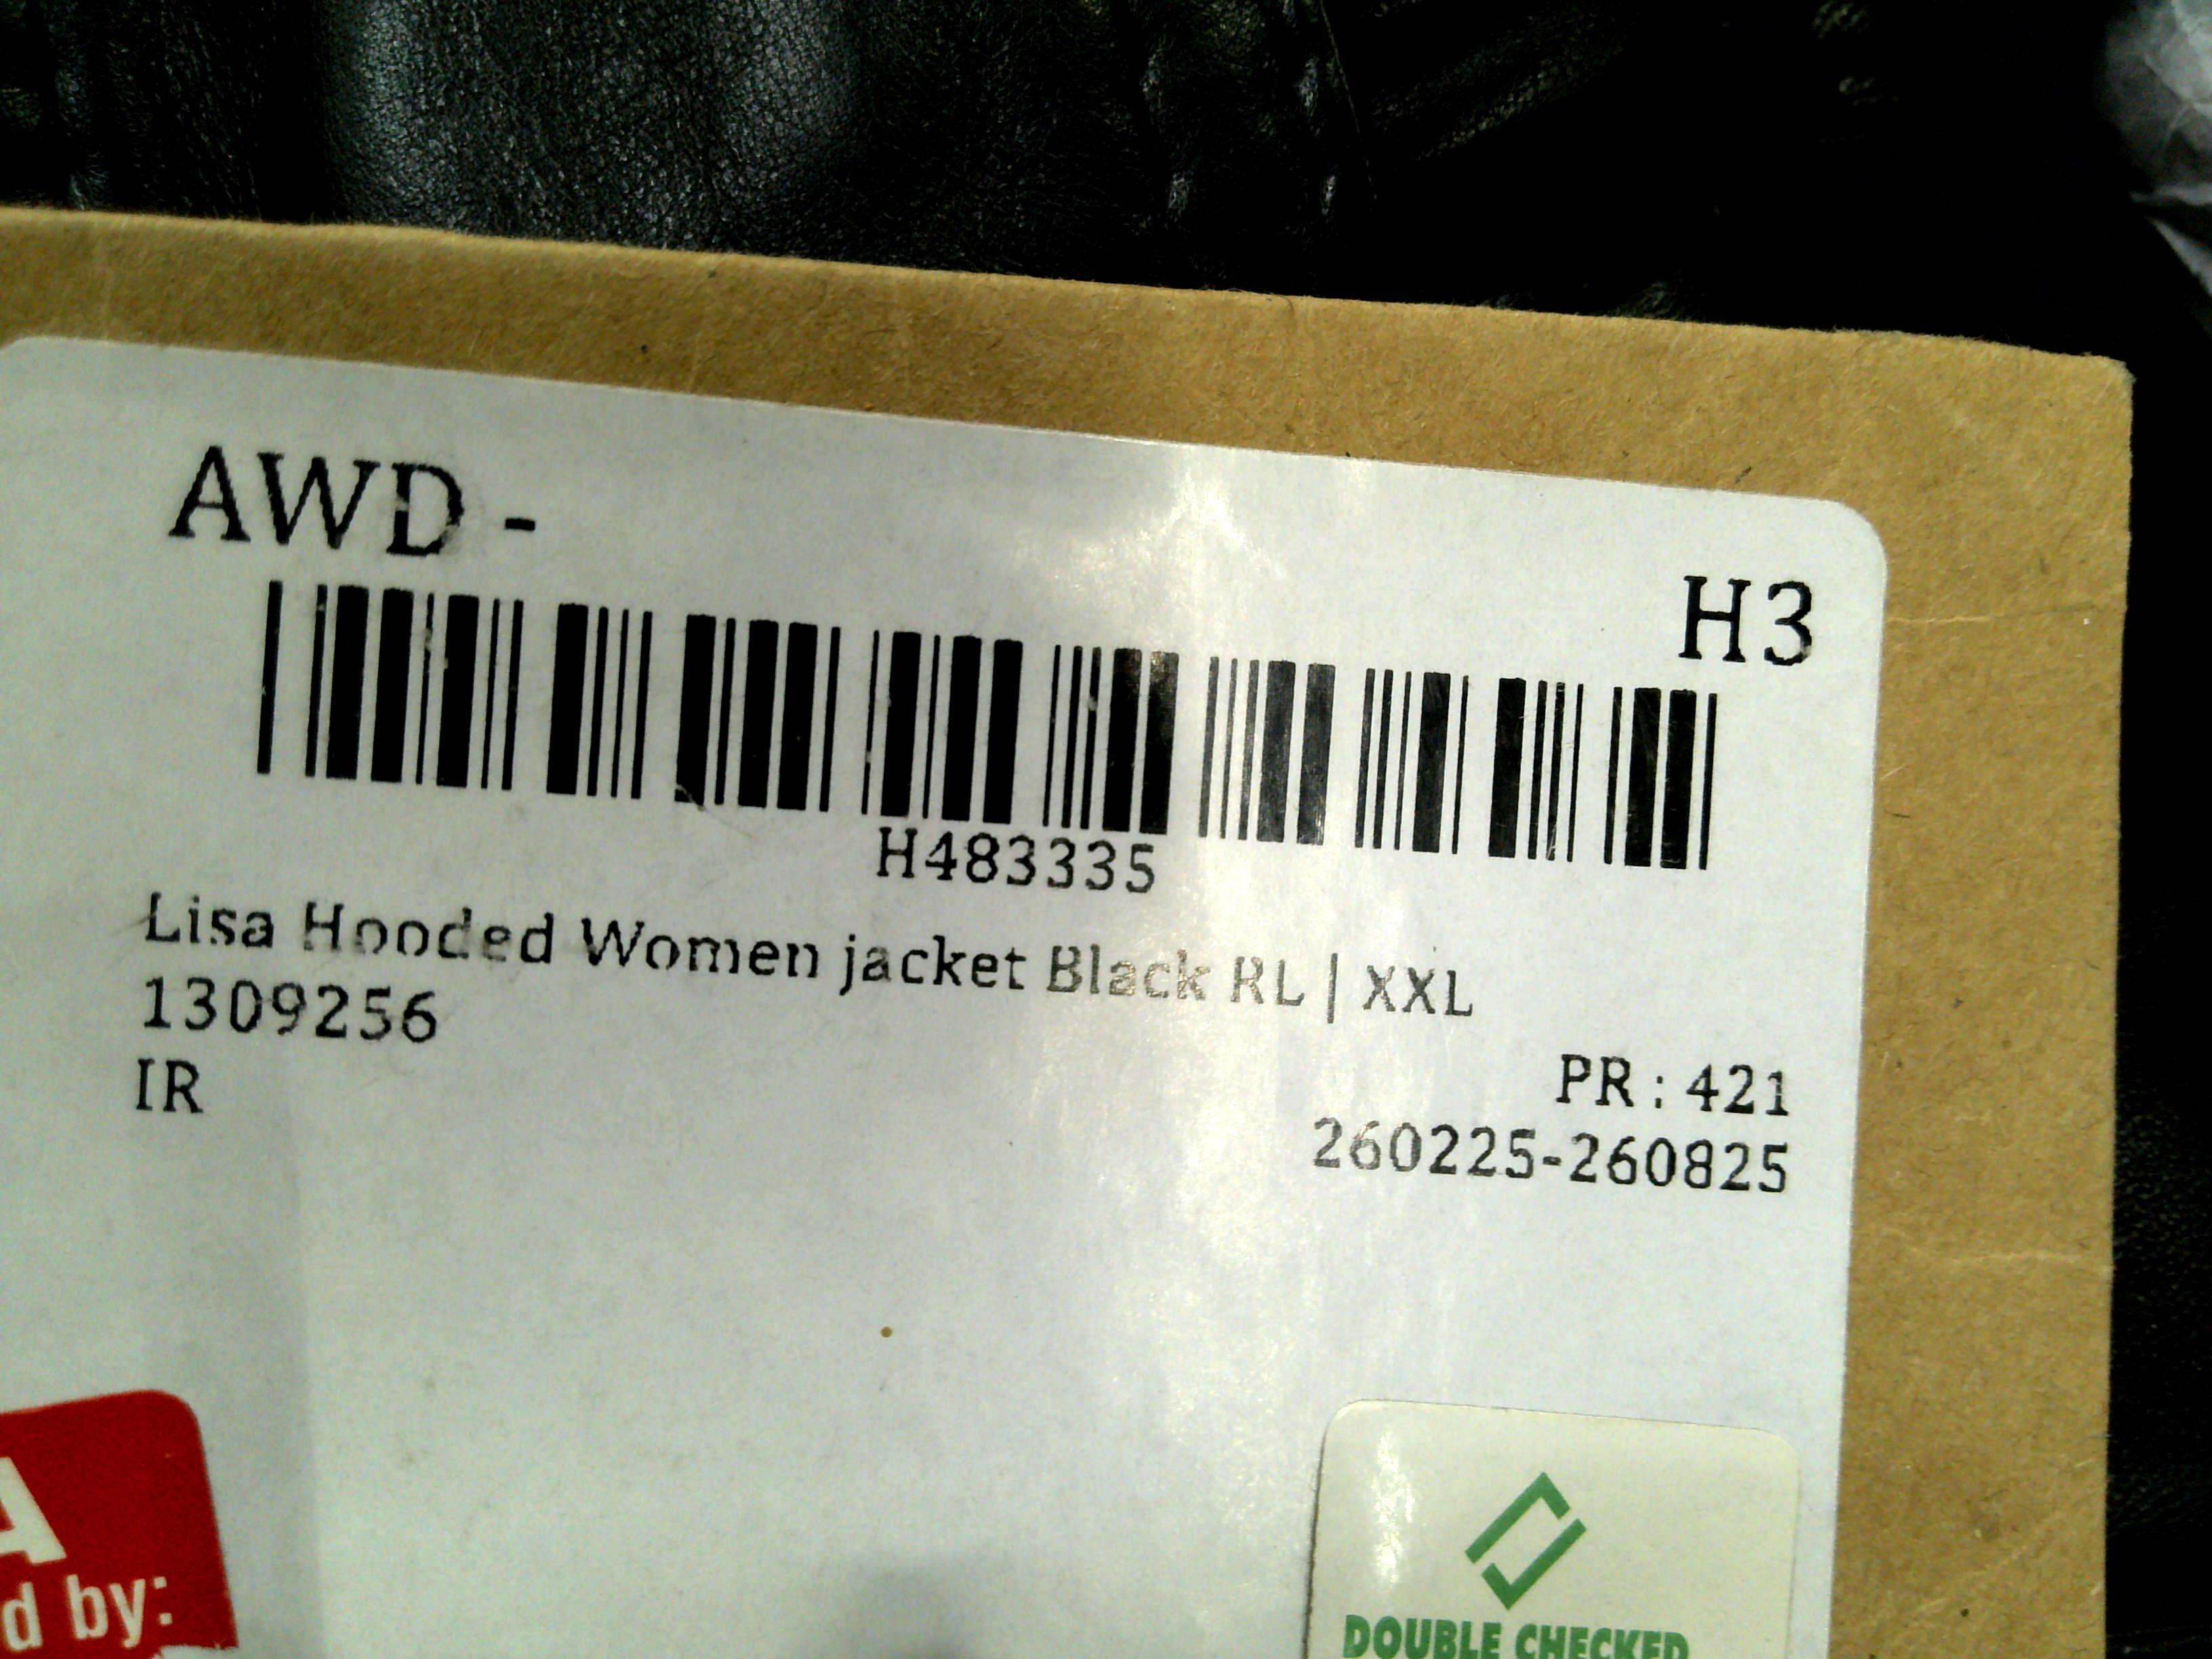 AWD -
H3
H483335
Lisa Hooded Women jacket Black RL | XXL
1309256
IR
PR : 421
260225-260825
A
d by:
DOUBLE CHECKED